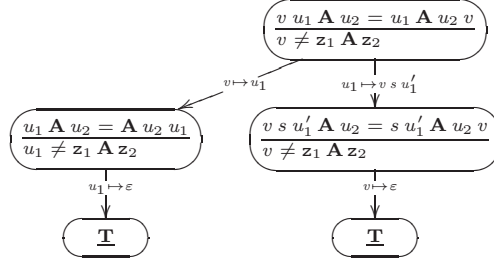 v u₁ A u₂ = u₁ A u₂ v
v ≠ z₁ A z₂
v ↦ u₁
u₁ ↦ v s u′₁
u₁ A u₂ = A u₂ u₁
u₁ ≠ z₁ A z₂
v s u′₁ A u₂ = s u′₁ A u₂ v
v ≠ z₁ A z₂
u₁ ↦ ε
v ↦ ε
T
T